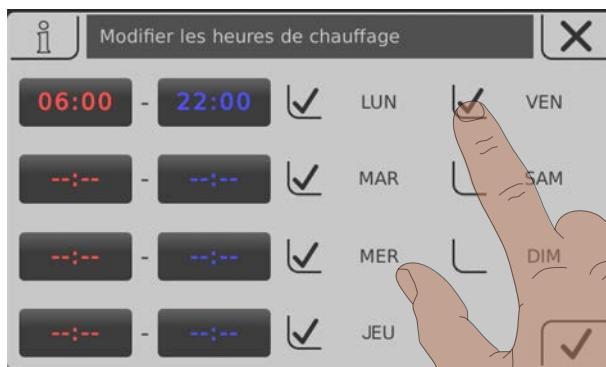 Modifier les heures de chauffage
06:00 - 22:00 LUN VEN
--:-- - --:-- MAR SAM
--:-- - --:-- MER DIM
--:-- - --:-- JEU